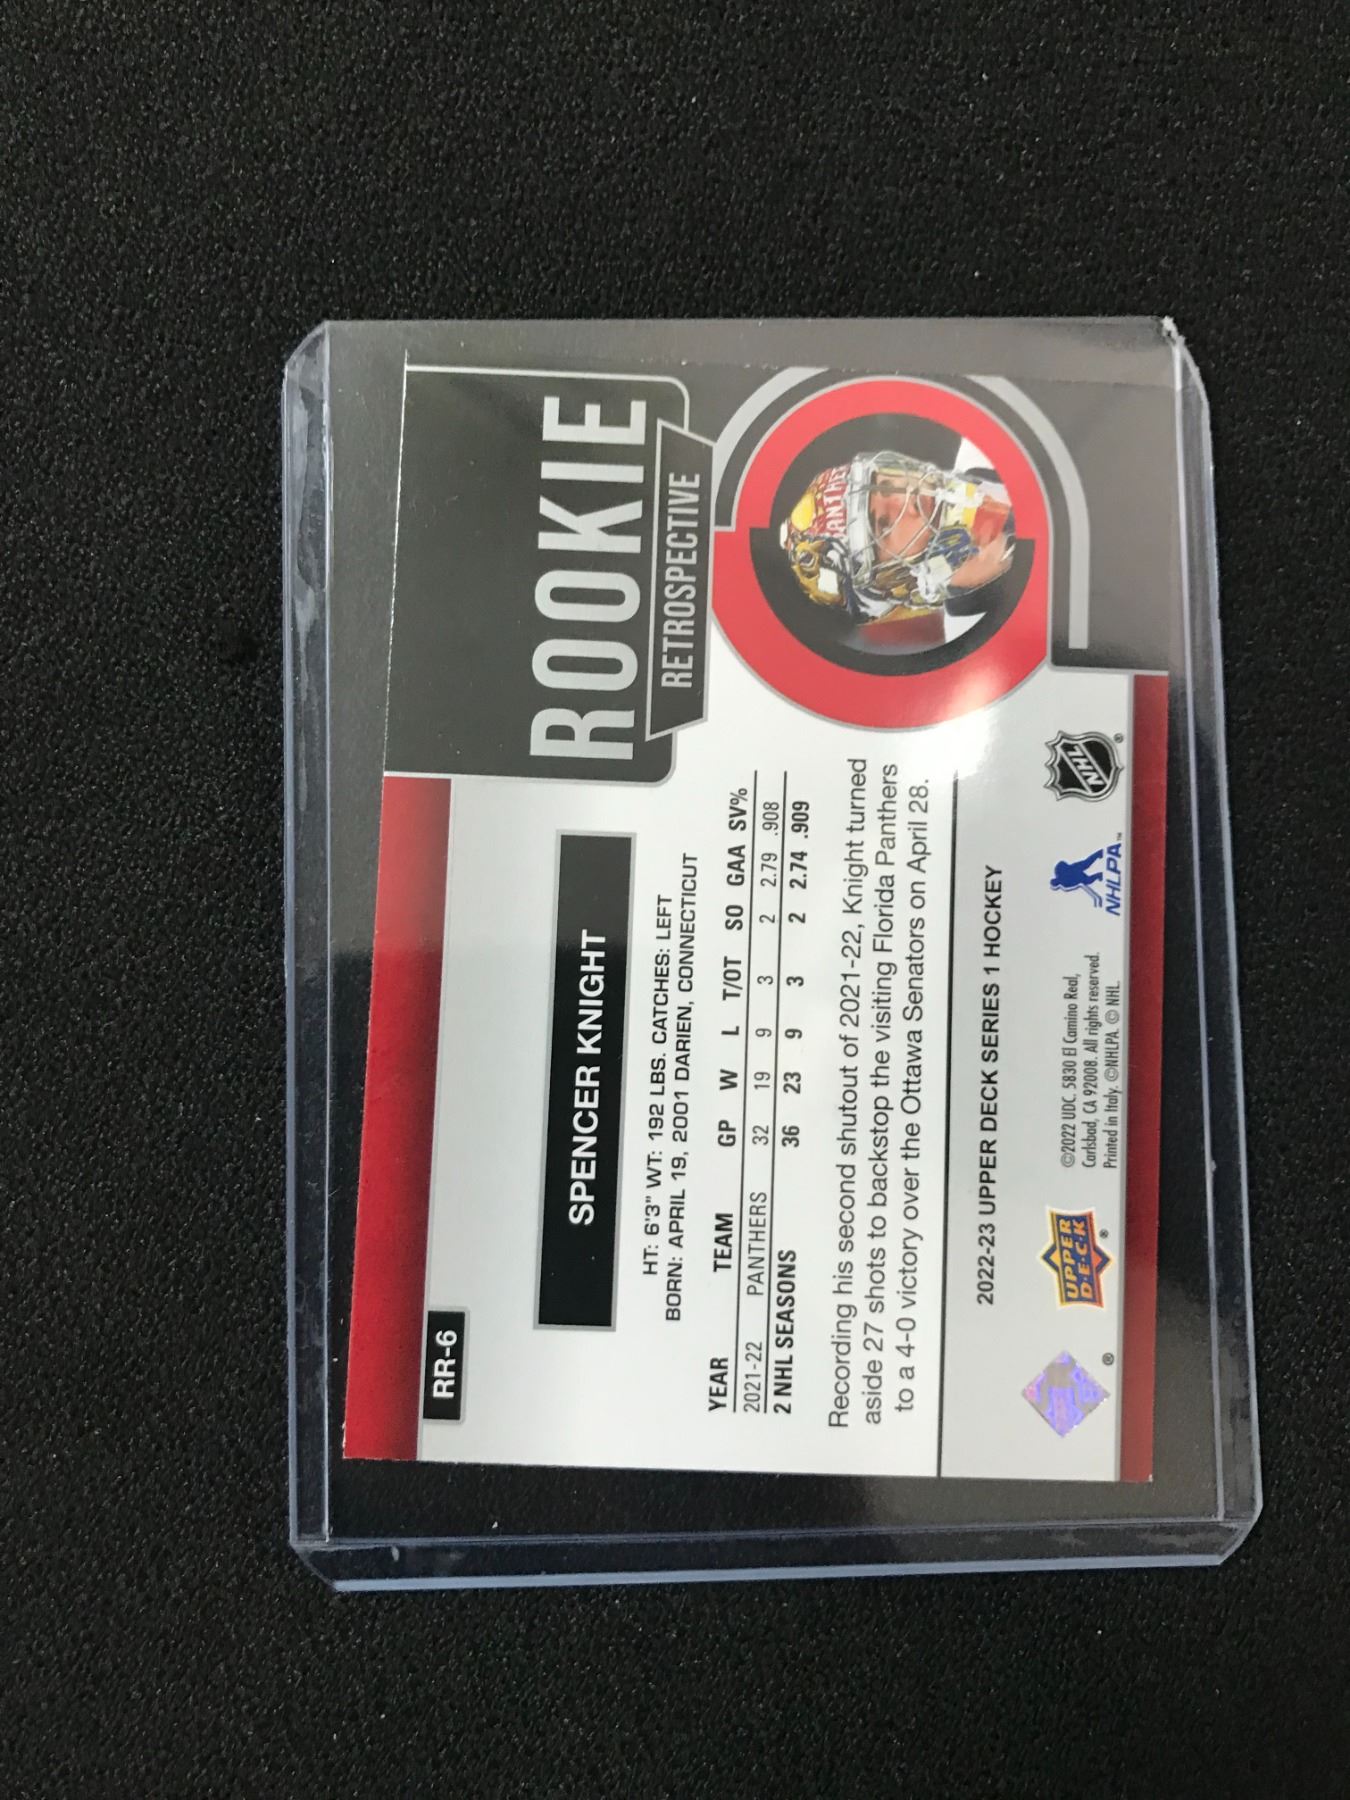 RR-6
ROOKIE
RETROSPECTIVE
SPENCER KNIGHT
HT: 6'3" WT: 192 LBS. CATCHES: LEFT
BORN: APRIL 19, 2001 DARIEN, CONNECTICUT
YEAR TEAM GP W L T/OT SO GAA SV%
2021-22 PANTHERS 32 19 9 3 2 2.79 .908
2 NHL SEASONS 36 23 9 3 2 2.74 .909
Recording his second shutout of 2021-22, Knight turned
aside 27 shots to backstop the visiting Florida Panthers
to a 4-0 victory over the Ottawa Senators on April 28.
2022-23 UPPER DECK SERIES 1 HOCKEY
UPPER
D·E·C·K
®
©2022 UDC. 5830 El Camino Real,
Carlsbad, CA 92008. All rights reserved.
Printed in Italy. ©NHLPA. © NHL.
NHLPA™
NHL
®
®